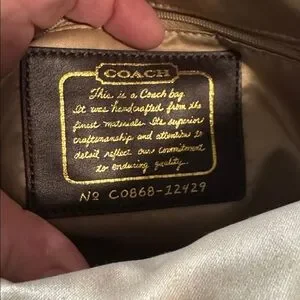 COACH
This is a Coach bag.
It was handcrafted from the
finest materials. Its superior
craftsmanship and attention to
detail reflect our commitment
to enduring quality.
No C0868-12429